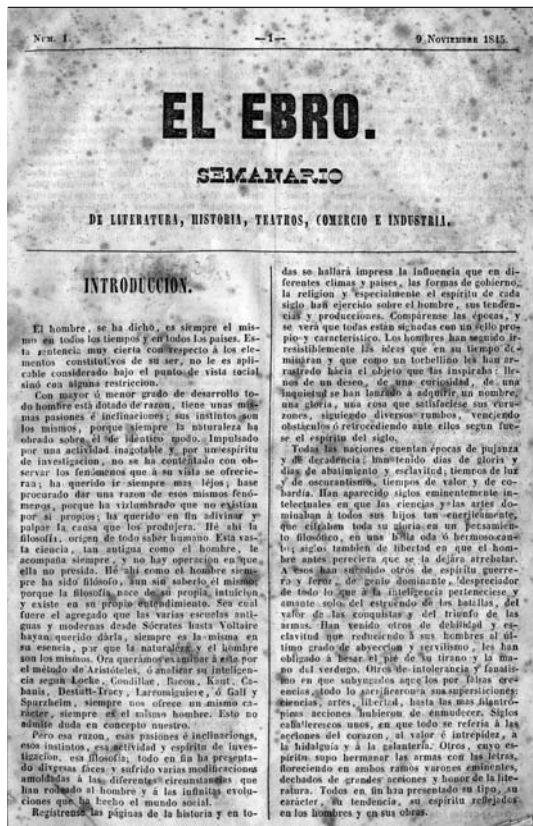 NUM. 1.
—1—
9 NOVIEMBRE 1845.
EL EBRO.
SEMANARIO
DE LITERATURA, HISTORIA, TEATROS, COMERCIO E INDUSTRIA.
INTRODUCCION.
El hombre, se ha dicho, es siempre el mis-
mo en todos los tiempos y en todos los paises. Es-
ta sentencia muy cierta con respecto á los ele-
mentos constitutivos de su ser, no le es apli-
cable considerado bajo el punto de vista social
sinó con alguna restriccion.
Con mayor ó menor grado de desarrollo to-
do hombre está dotado de razon, tiene unas mis-
mas pasiones é inclinaciones; sus instintos son
los mismos, porque siempre la naturaleza ha
obrado sobre él de idéntico modo. Impulsado
por una actividad inagotable y por un espíritu
de investigacion, no se ha contentado con ob-
servar los fenómenos que á su vista se ofrecie-
ran; ha querido ir siempre mas léjos; hase
procurado dar una razon de esos mismos fenó-
menos, porque ha vizlumbrado que no existian
por si propios; ha querido en fin adivinar y
palpar la causa que los produjera. Hé ahi la
filosofía, origen de todo saber humano. Esta vas-
ta ciencia, tan antigua como el hombre, le
acompaña siempre, y no hay operacion en que
ella no presida. Hé ahi como el hombre siem-
pre ha sido filósofo, aun sin saberlo él mismo,
porque la filosofía nace de su propia intuicion
y existe en su propio entendimiento. Sea cual
fuere el agregado que las varias escuelas anti-
guas y modernas desde Sócrates hasta Voltaire
hayan querido dárla, siempre es la misma en
su esencia, por que la naturaleza y el hombre
son los mismos. Ora querámos examinar á este por
el método de Aristóteles, ó analizar su inteligen-
cia segun Locke, Condillac, Bacon, Kant, Ca-
banis, Destutt-Tracy, Larromiguiere, ó Gall y
Spurzheim, siempre nos ofrece un mismo ca-
rácter, siempre es el mismo hombre. Esto no
admite duda en concepto nuestro.
Pero esa razon, esas pasiones é inclinaciones,
esos instintos, esa actividad y espíritu de inves-
tigacion, esa filosofia, todo en fin ha presenta-
do diversas fáces y sufrido varias modificaciones
amoldadas á las diferentes circunstancias que
han rodeado al hombre y á las infinitas evolu-
ciones que ha hecho el mundo social.
Regístrense las páginas de la historia y en to-
das se hallará impresa la influencia que en di-
ferentes climas y paises, las formas de gobierno,
la religion y especialmente el espíritu de cada
siglo han ejercido sobre el hombre, sus tenden-
cias y producciones. Compárense las épocas, y
se verá que todas están signadas con un sello pro-
pio y característico. Los hombres han seguido ir-
resistiblemente las ideas que en su tiempo do-
mináran y que como un torbellino les han ar-
rastrado hácia el objeto que las inspiraba: lle-
nos de un deseo, de una curiosidad, de una
inquietud se han lanzado á adquirir un nombre,
una gloria, una cosa que satisfaciese sus cora-
zones, siguiendo diversos rumbos, venciendo
obstáculos ó retrocediendo ante ellos segun fue-
se el espíritu del siglo.
Todas las naciones cuentan épocas de pujanza
y de decadencia; han tenido dias de gloria y
dias de abatimiento y esclavitud; tiempos de luz
y de oscurantismo, tiempos de valor y de co-
bardía. Han aparecido siglos eminentemente in-
telectuales en que las ciencias y las artes do-
minaban á todos sus hijos tan enerjicamente,
que cifraban toda su gloria en un pensamien-
to filosófico, en una bella oda ó hermoso can-
to; siglos tambien de libertad en que el hom-
bre antes pereciera que se la dejára arrebatar.
A esos han sucedido otros de espíritu guerre-
ro y feroz, de genio dominante, despreciador
de todo lo que à la inteligencia perteneciese y
amante solo del estruendo de las batallas, del
valor de las conquistas y del triunfo de las
armas. Han venido otros de debilidad y es-
clavitud que reduciendo à sus hombres al úl-
timo grado de abyeccion y servilismo, les han
obligado á besar el pié de su tirano y la ma-
no del verdugo. Otros de intolerancia y fanatis-
mo en que subyugados aquellos por falsas cre-
encias, todo lo sacrificaron a sus supersticiones:
ciencias, artes, libertad, hasta las mas filantró-
picas acciones hubieron de enmudecer. Siglos
caballerescos unos, en que todo se referia á las
acciones del corazon, al valor é intrépidez, á
la hidalguía y à la galantería. Otros, cuyo es-
píritu supo hermanar las armas con las letras,
floreciendo en ambos ramos varones eminentes,
dechados de grandes acciones y honor de la lite-
ratura. Todos en fin han presentado su tipo, su
carácter, su tendencia, su espíritu reflejados
en los hombres y en sus obras.